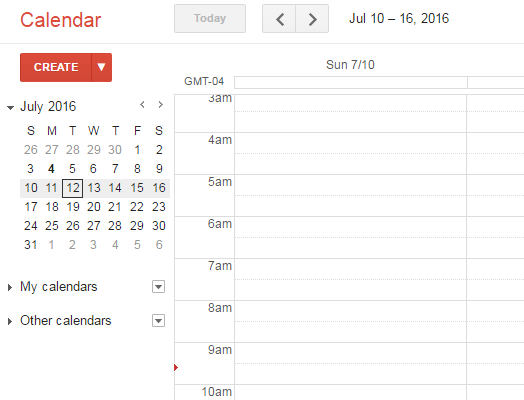 Calendar
Today
Jul 10 – 16, 2016
CREATE
Sun 7/10
GMT-04
July 2016
S M T W T F S
26 27 28 29 30 1 2
3 4 5 6 7 8 9
10 11 12 13 14 15 16
17 18 19 20 21 22 23
24 25 26 27 28 29 30
31 1 2 3 4 5 6
My calendars
Other calendars
3am
4am
5am
6am
7am
8am
9am
10am